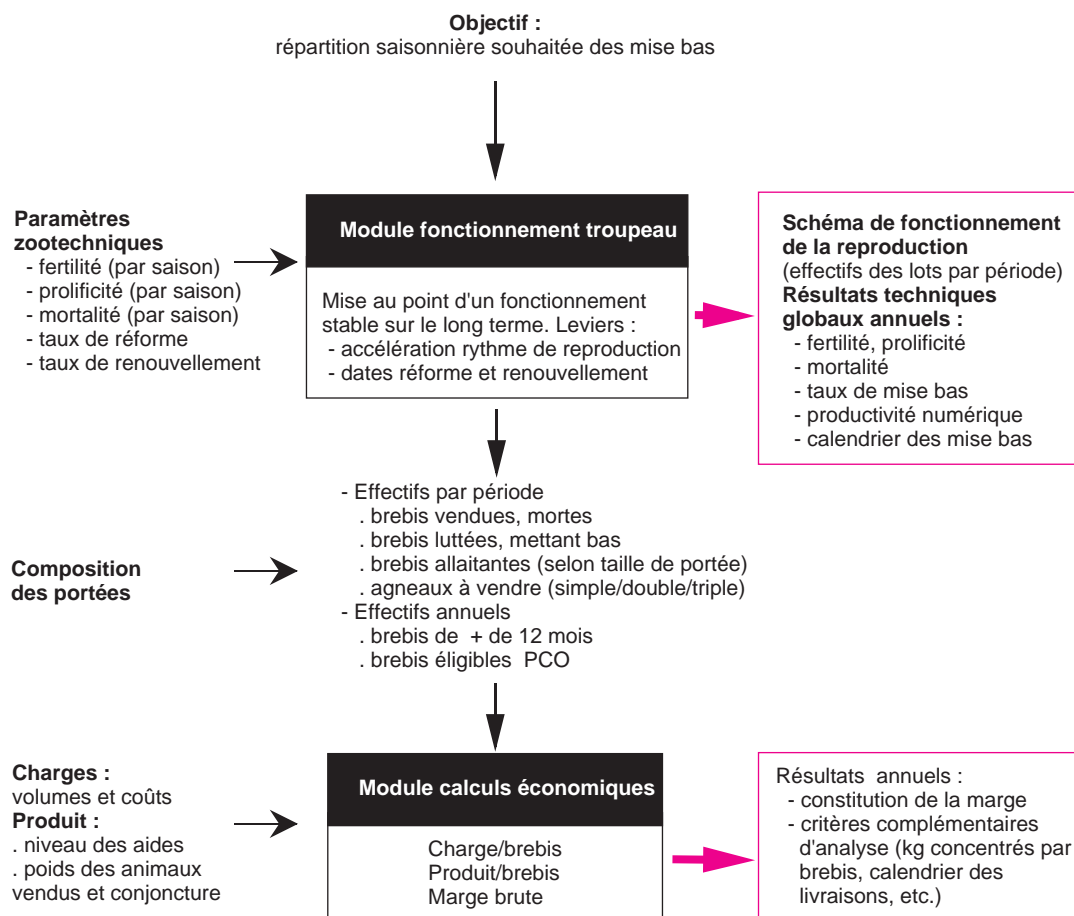 Objectif :
répartition saisonnière souhaitée des mise bas
Paramètres
zootechniques
- fertilité (par saison)
- prolificité (par saison)
- mortalité (par saison)
- taux de réforme
- taux de renouvellement
Module fonctionnement troupeau
Mise au point d'un fonctionnement
stable sur le long terme. Leviers :
- accélération rythme de reproduction
- dates réforme et renouvellement
Schéma de fonctionnement
de la reproduction
(effectifs des lots par période)
Résultats techniques
globaux annuels :
- fertilité, prolificité
- mortalité
- taux de mise bas
- productivité numérique
- calendrier des mise bas
Composition
des portées
- Effectifs par période
. brebis vendues, mortes
. brebis luttées, mettant bas
. brebis allaitantes (selon taille de portée)
. agneaux à vendre (simple/double/triple)
- Effectifs annuels
. brebis de + de 12 mois
. brebis éligibles PCO
Charges :
volumes et coûts
Produit :
. niveau des aides
. poids des animaux
vendus et conjoncture
Module calculs économiques
Charge/brebis
Produit/brebis
Marge brute
Résultats annuels :
- constitution de la marge
- critères complémentaires
d'analyse (kg concentrés par
brebis, calendrier des
livraisons, etc.)